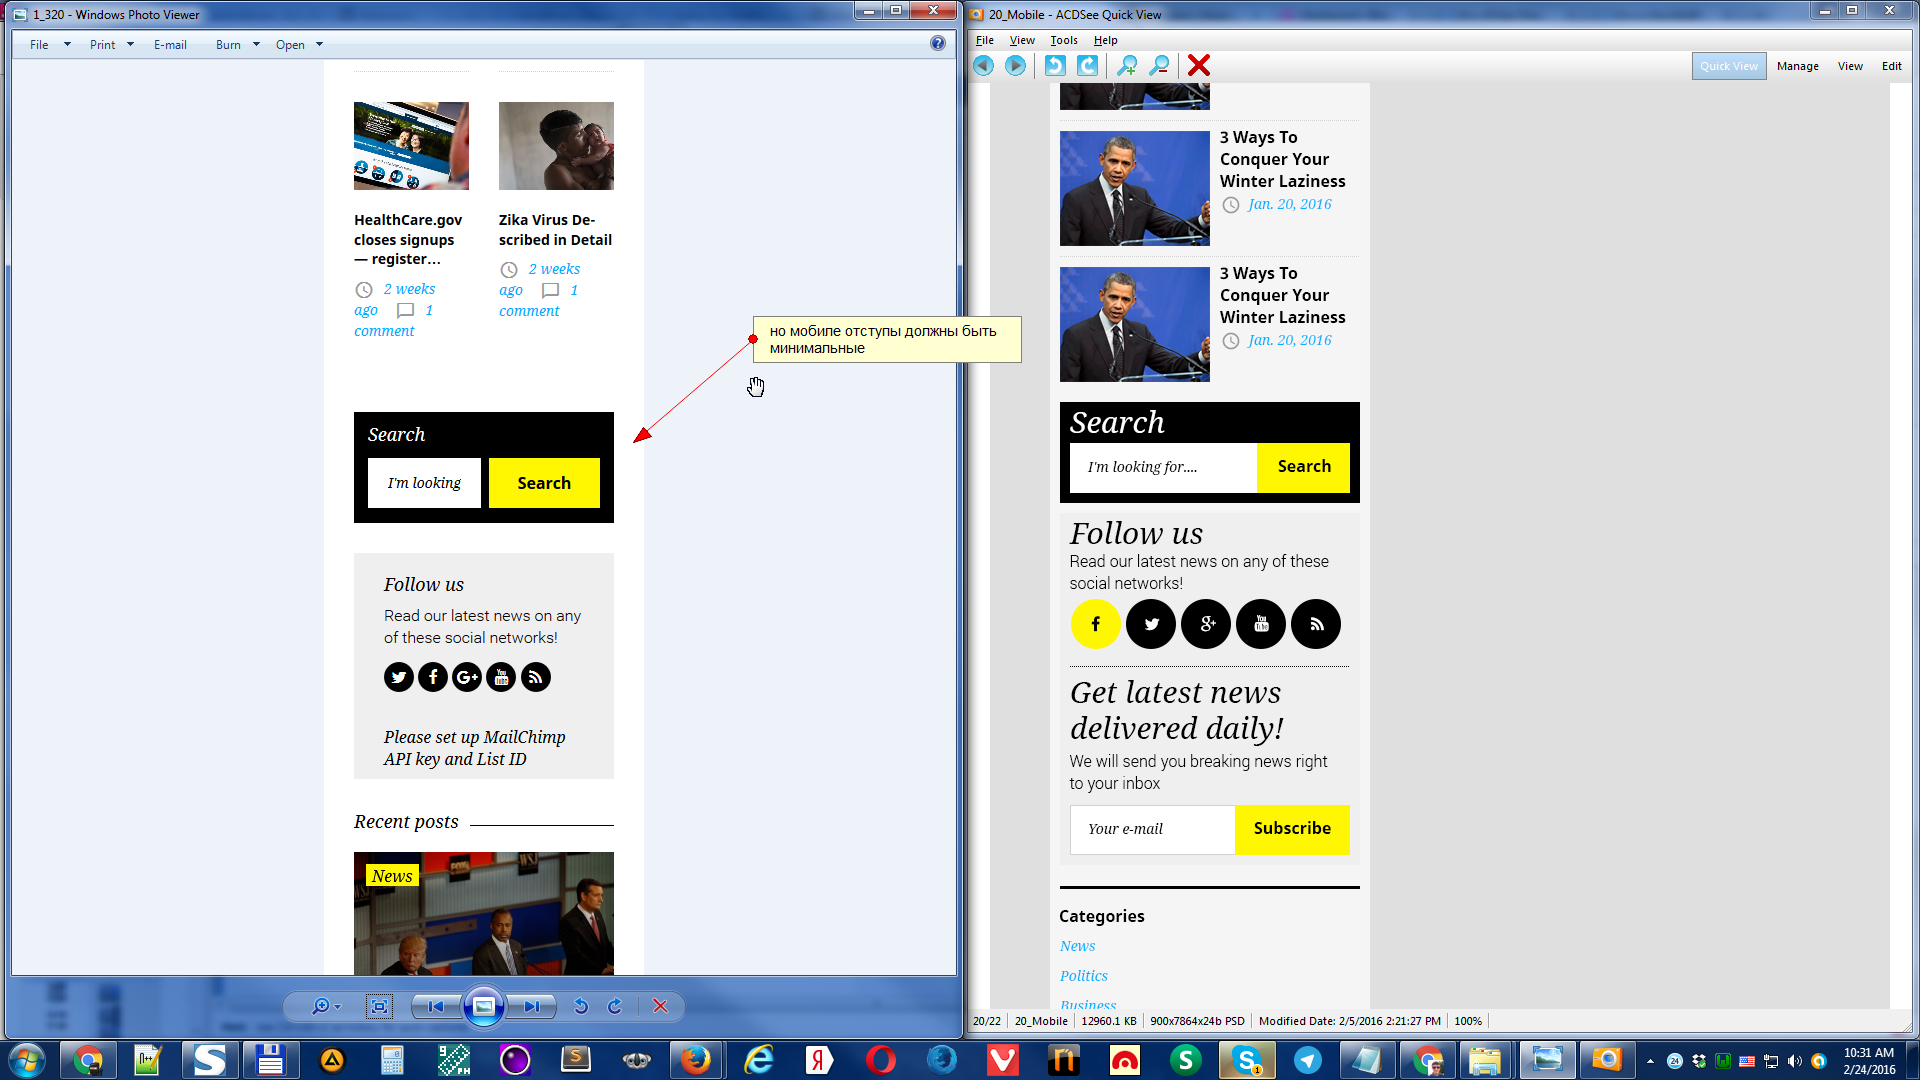 1_320 - Windows Photo Viewer
File
Print
E-mail
Burn
Open
HealthCare.gov
closes signups
— register...
2 weeks
ago 1
comment
Zika Virus De-
scribed in Detail
2 weeks
ago 1
comment
но мобиле отступы должны быть
минимальные
Search
I'm looking
Search
Follow us
Read our latest news on any
of these social networks!
Please set up MailChimp
API key and List ID
Recent posts
News
20_Mobile - ACDSee Quick View
File View Tools Help
Quick View Manage View Edit
3 Ways To
Conquer Your
Winter Laziness
Jan. 20, 2016
3 Ways To
Conquer Your
Winter Laziness
Jan. 20, 2016
Search
I'm looking for....
Search
Follow us
Read our latest news on any of these
social networks!
Get latest news
delivered daily!
We will send you breaking news right
to your inbox
Your e-mail
Subscribe
Categories
News
Politics
Business
20/22 20_Mobile 12960.1 KB 900x7864x24b PSD Modified Date: 2/5/2016 2:21:27 PM 100%
10:31 AM
2/24/2016